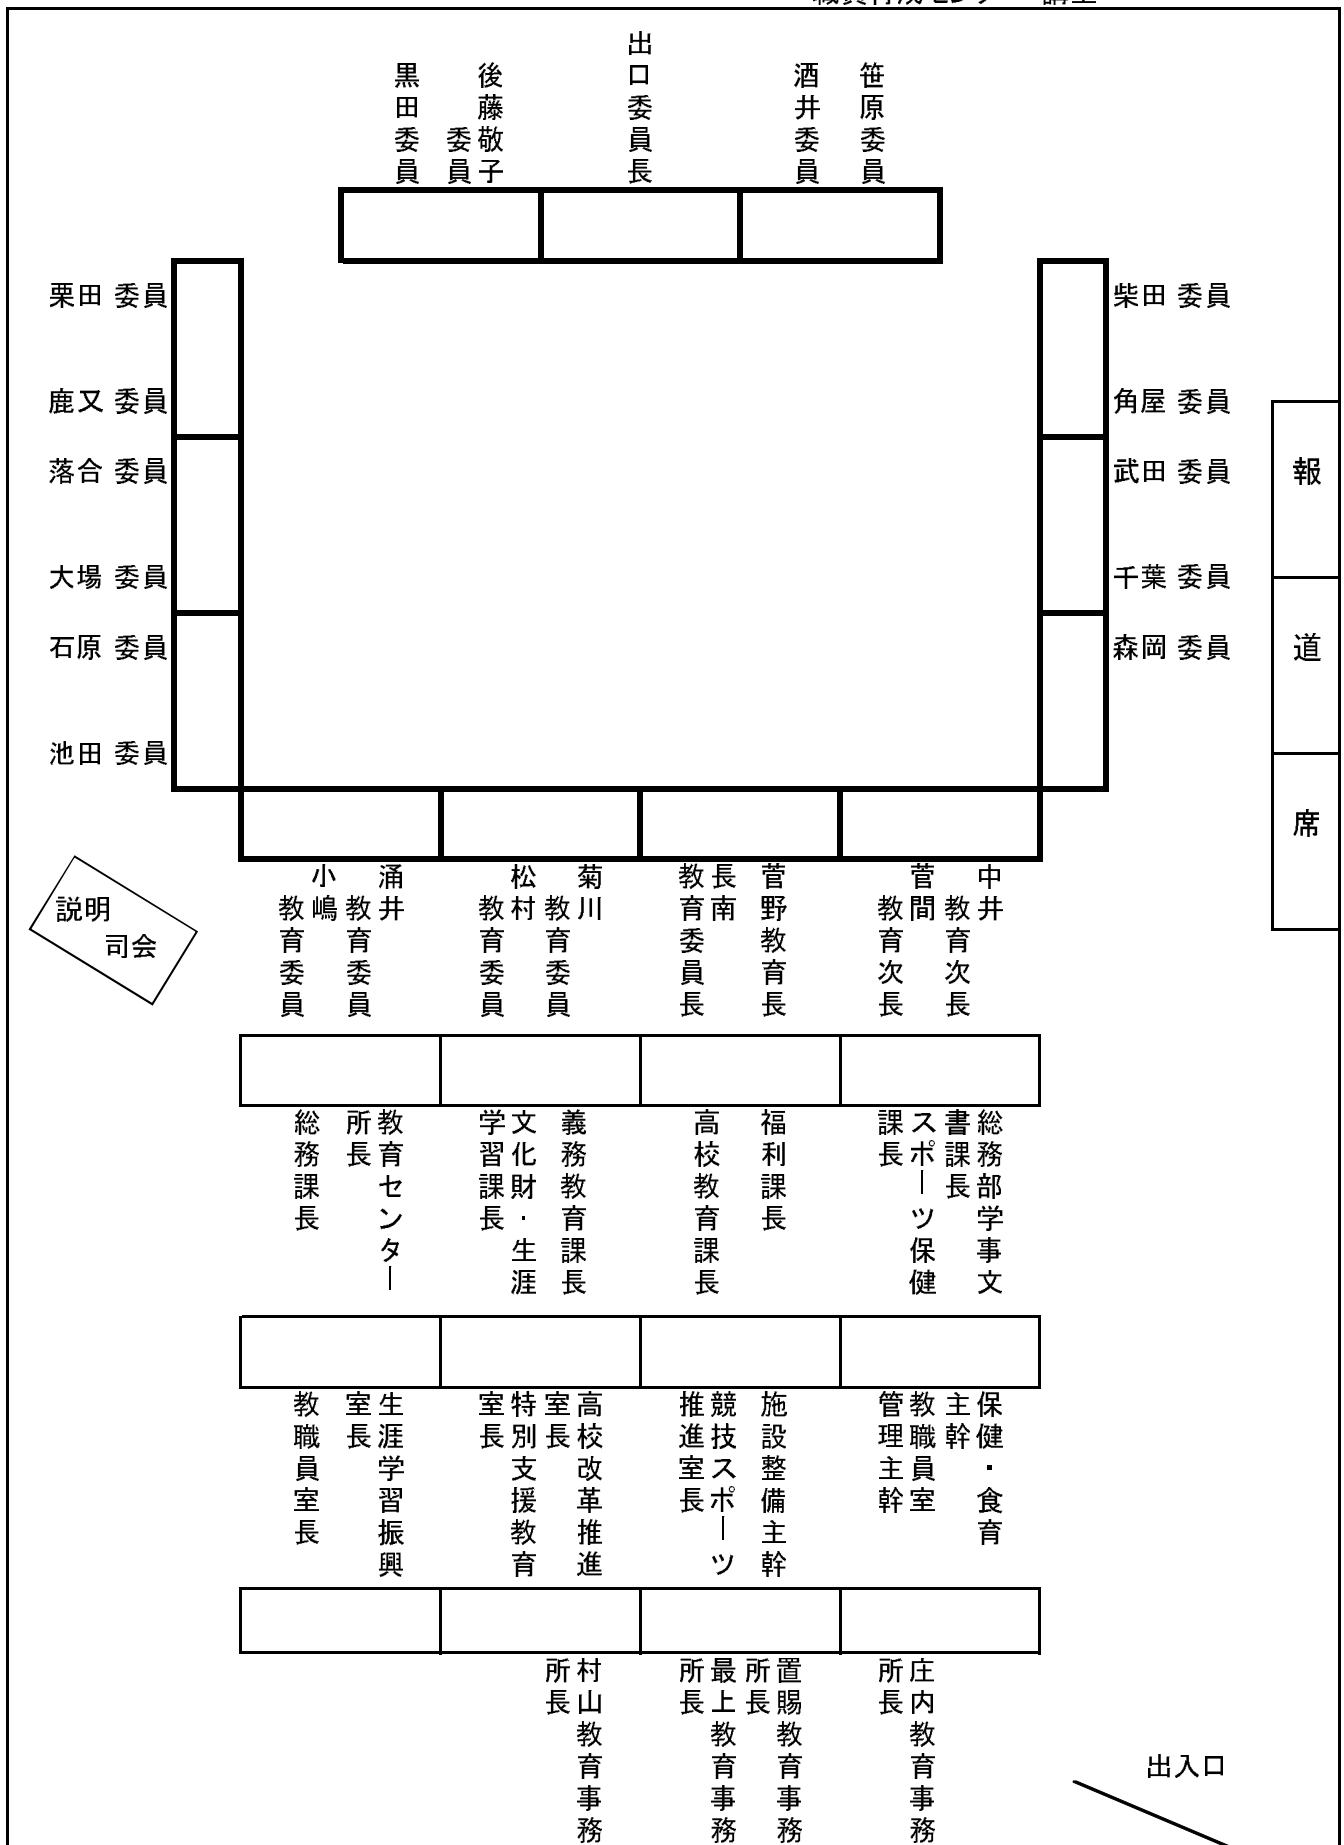 黒田委員
後藤敬子
委員
出口委員長
酒井委員
笹原委員
栗田 委員
鹿又 委員
落合 委員
大場 委員
石原 委員
池田 委員
柴田 委員
角屋 委員
武田 委員
千葉 委員
森岡 委員
報
道
席
説明
司会
小嶋
教育委員
涌井
教育委員
松村
教育委員
菊川
教育委員
長南
教育委員長
菅野教育長
菅間
教育次長
中井
教育次長
総務課長
教育センター
所長
文化財・生涯
学習課長
義務教育課長
高校教育課長
福利課長
スポーツ保健
課長
総務部学事文
書課長
教職員室長
生涯学習振興
室長
特別支援教育
室長
高校改革推進
室長
競技スポーツ
推進室長
施設整備主幹
教職員室
管理主幹
保健・食育
主幹
村山教育事務
所長
最上教育事務
所長
置賜教育事務
所長
庄内教育事務
所長
出入口